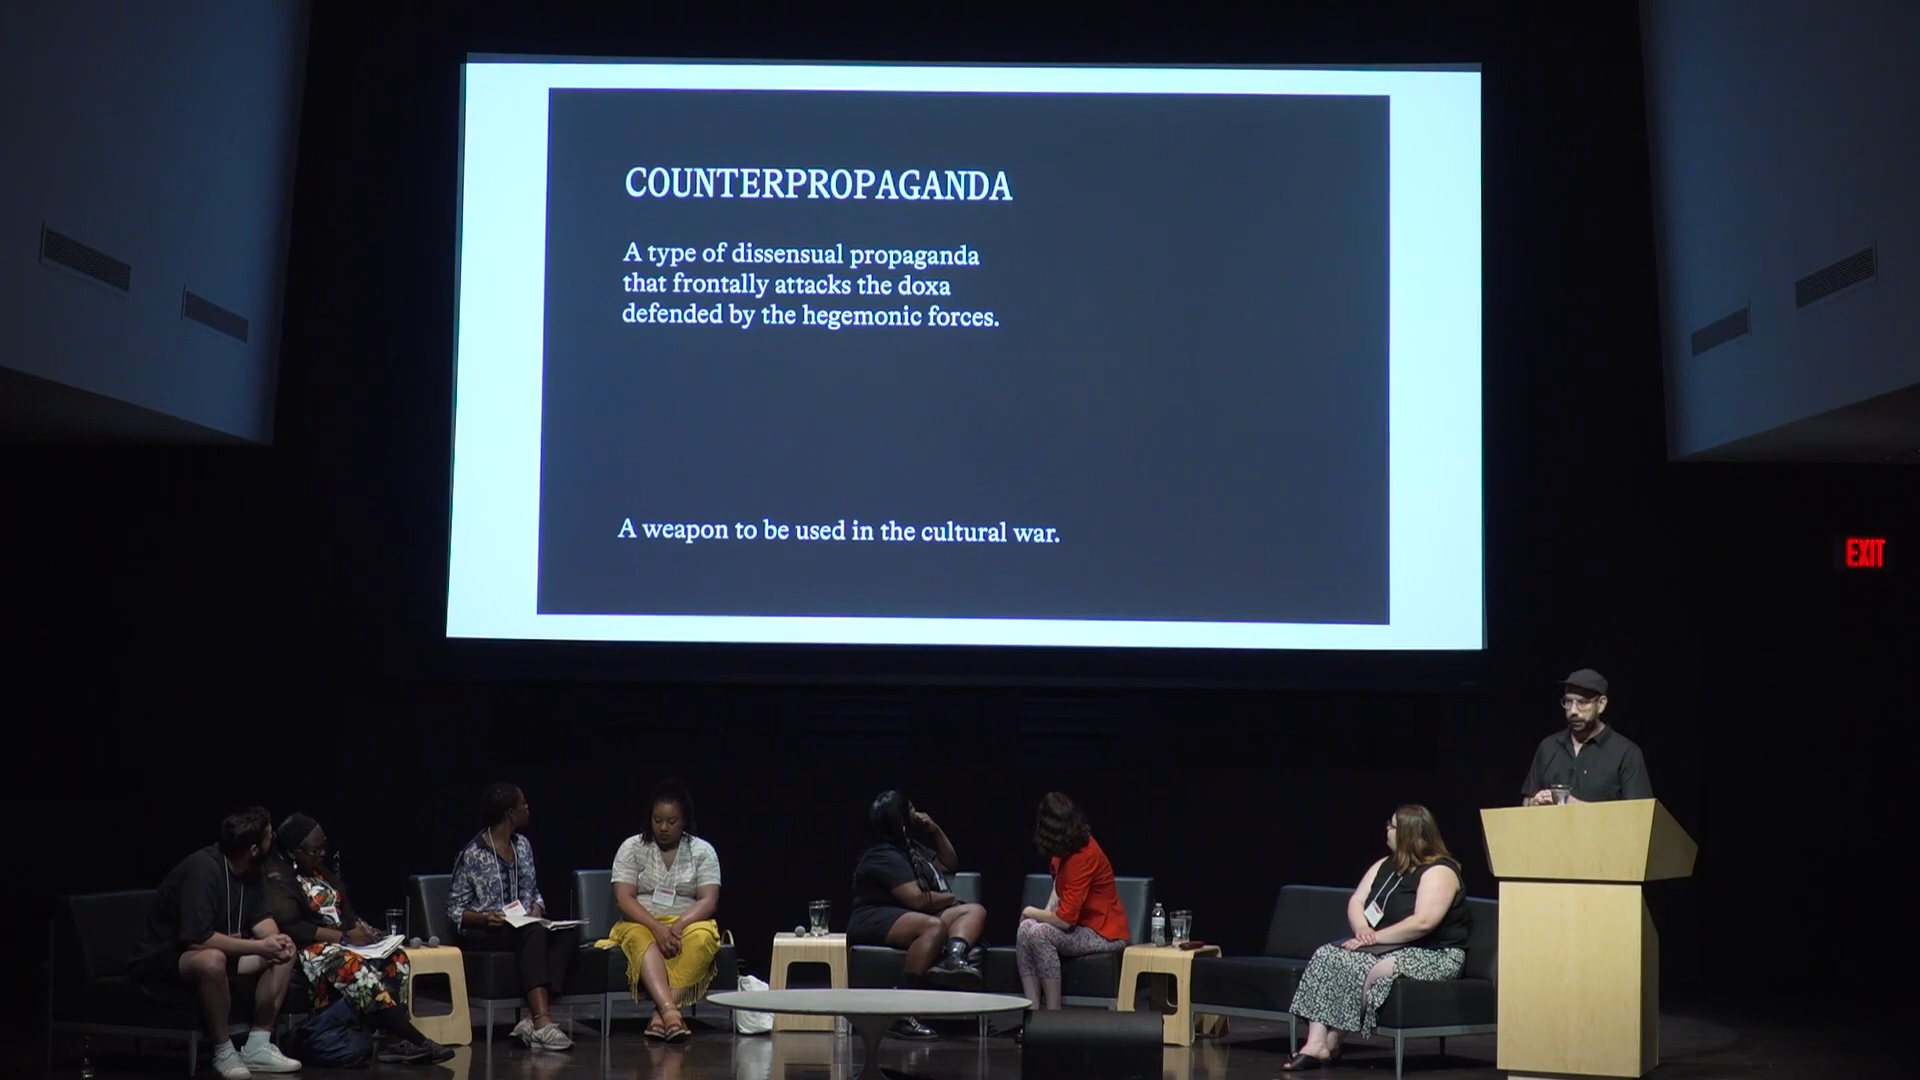 COUNTERPROPAGANDA
A type of dissensual propaganda
that frontally attacks the doxa
defended by the hegemonic forces.
A weapon to be used in the cultural war.
EXIT